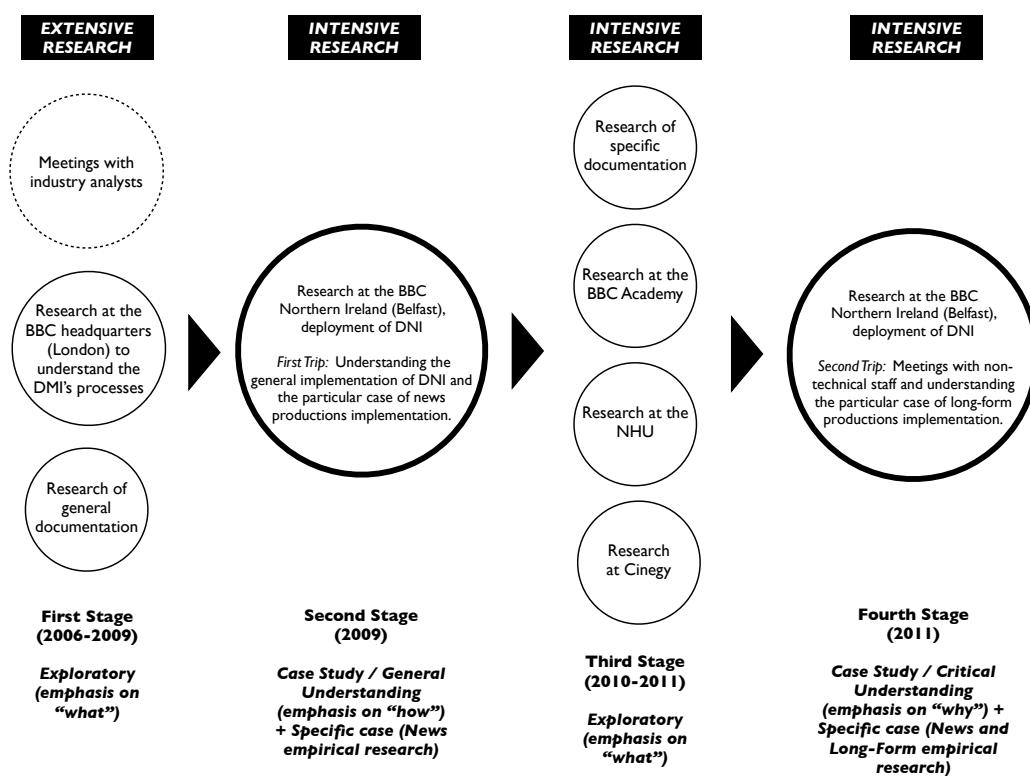 EXTENSIVE
RESEARCH
Meetings with
industry analysts
Research at the
BBC headquarters
(London) to
understand the
DMI's processes
Research of
general
documentation
First Stage
(2006-2009)
Exploratory
(emphasis on
“what”)
INTENSIVE
RESEARCH
Research at the BBC
Northern Ireland (Belfast),
deployment of DNI
First Trip: Understanding the
general implementation of DNI and
the particular case of news
productions implementation.
Second Stage
(2009)
Case Study / General
Understanding
(emphasis on “how”)
+ Specific case (News
empirical research)
INTENSIVE
RESEARCH
Research of
specific
documentation
Research at the
BBC Academy
Research at the
NHU
Research
at Cinegy
Third Stage
(2010-2011)
Exploratory
(emphasis on
“what”)
INTENSIVE
RESEARCH
Research at the BBC
Northern Ireland (Belfast),
deployment of DNI
Second Trip: Meetings with non-
technical staff and understanding
the particular case of long-form
productions implementation.
Fourth Stage
(2011)
Case Study / Critical
Understanding
(emphasis on “why”) +
Specific case (News and
Long-Form empirical
research)